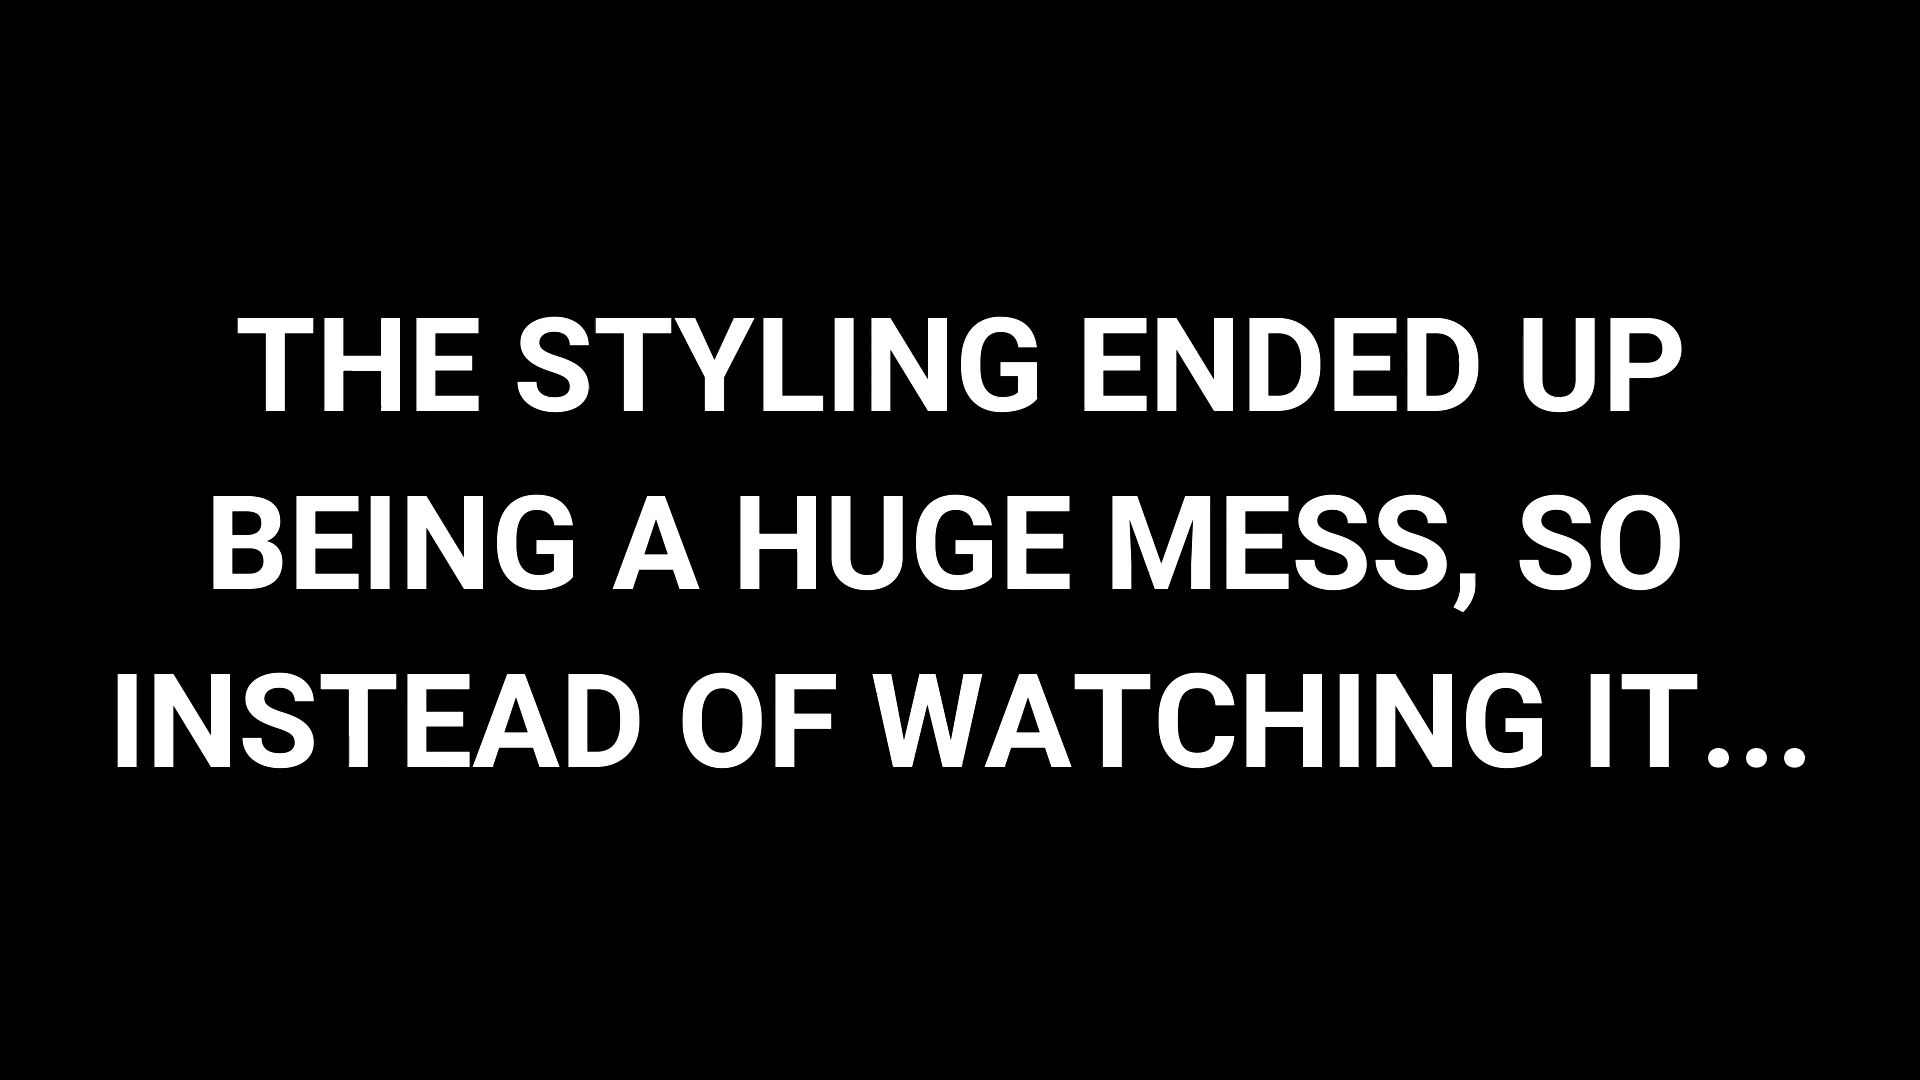 THE STYLING ENDED UP
BEING A HUGE MESS, SO
INSTEAD OF WATCHING IT...